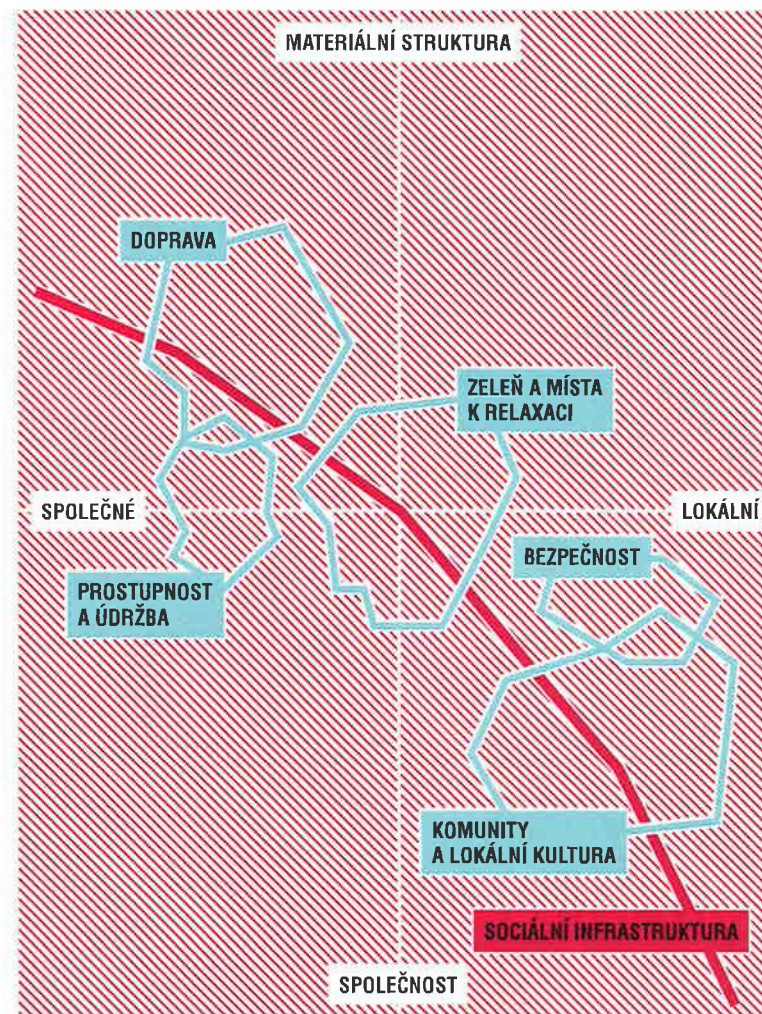 MATERIÁLNÍ STRUKTURA
DOPRAVA
ZELEŇ A MÍSTA
K RELAXACI
SPOLEČNÉ
LOKÁLNÍ
BEZPEČNOST
PROSTUPNOST
A ÚDRŽBA
KOMUNITY
A LOKÁLNÍ KULTURA
SOCIÁLNÍ INFRASTRUKTURA
SPOLEČNOST